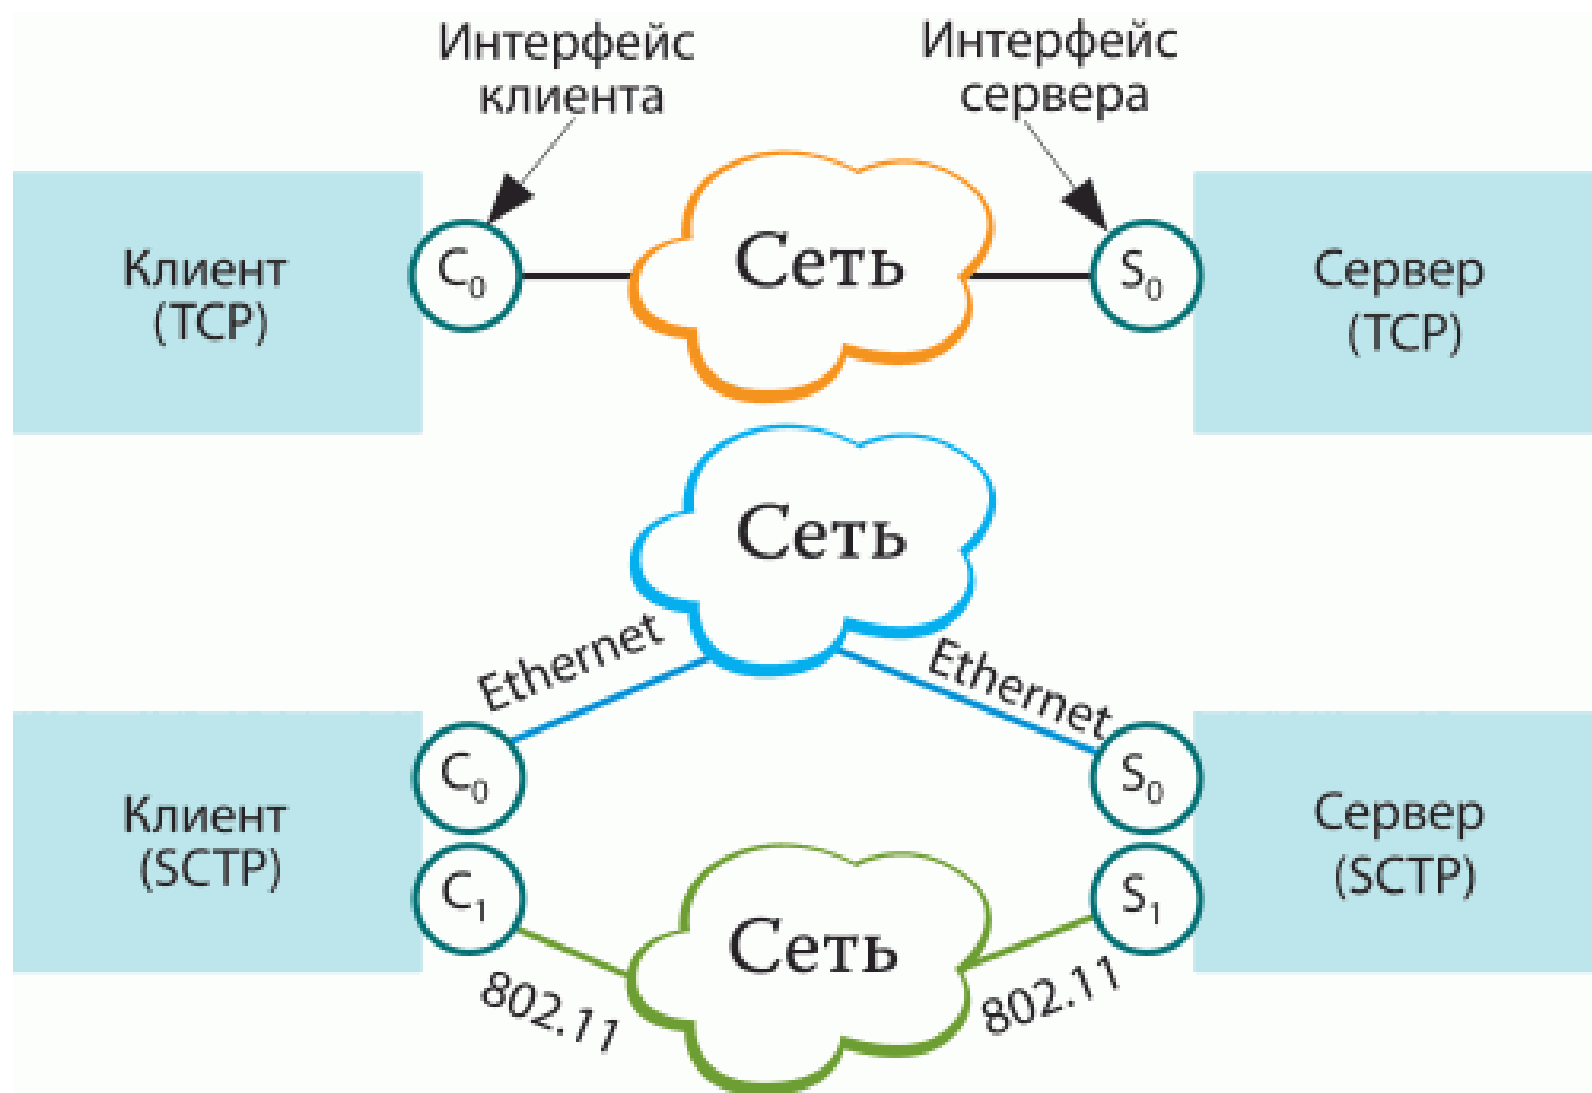 Интерфейс
клиента
Интерфейс
сервера
Клиент
(TCP)
C0
Сеть
S0
Сервер
(TCP)
Сеть
Ethernet
Ethernet
Клиент
(SCTP)
C0
C1
S0
S1
Сервер
(SCTP)
Сеть
802.11
802.11